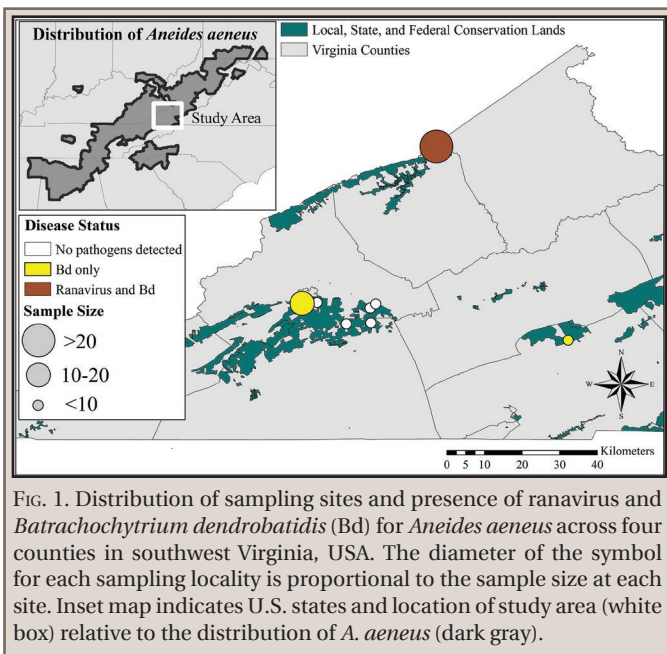 Distribution of Aneides aeneus
Study Area
Local, State, and Federal Conservation Lands
Virginia Counties
Disease Status
No pathogens detected
Bd only
Ranavirus and Bd
Sample Size
>20
10-20
<10
N
W E
S
Kilometers
0 5 10 20 30 40
FIG. 1. Distribution of sampling sites and presence of ranavirus and
Batrachochytrium dendrobatidis (Bd) for Aneides aeneus across four
counties in southwest Virginia, USA. The diameter of the symbol
for each sampling locality is proportional to the sample size at each
site. Inset map indicates U.S. states and location of study area (white
box) relative to the distribution of A. aeneus (dark gray).